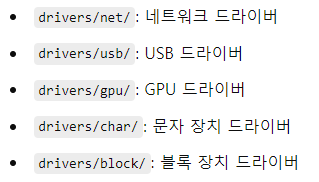 • drivers/net/: 네트워크 드라이버
• drivers/usb/: USB 드라이버
• drivers/gpu/: GPU 드라이버
• drivers/char/: 문자 장치 드라이버
• drivers/block/: 블록 장치 드라이버